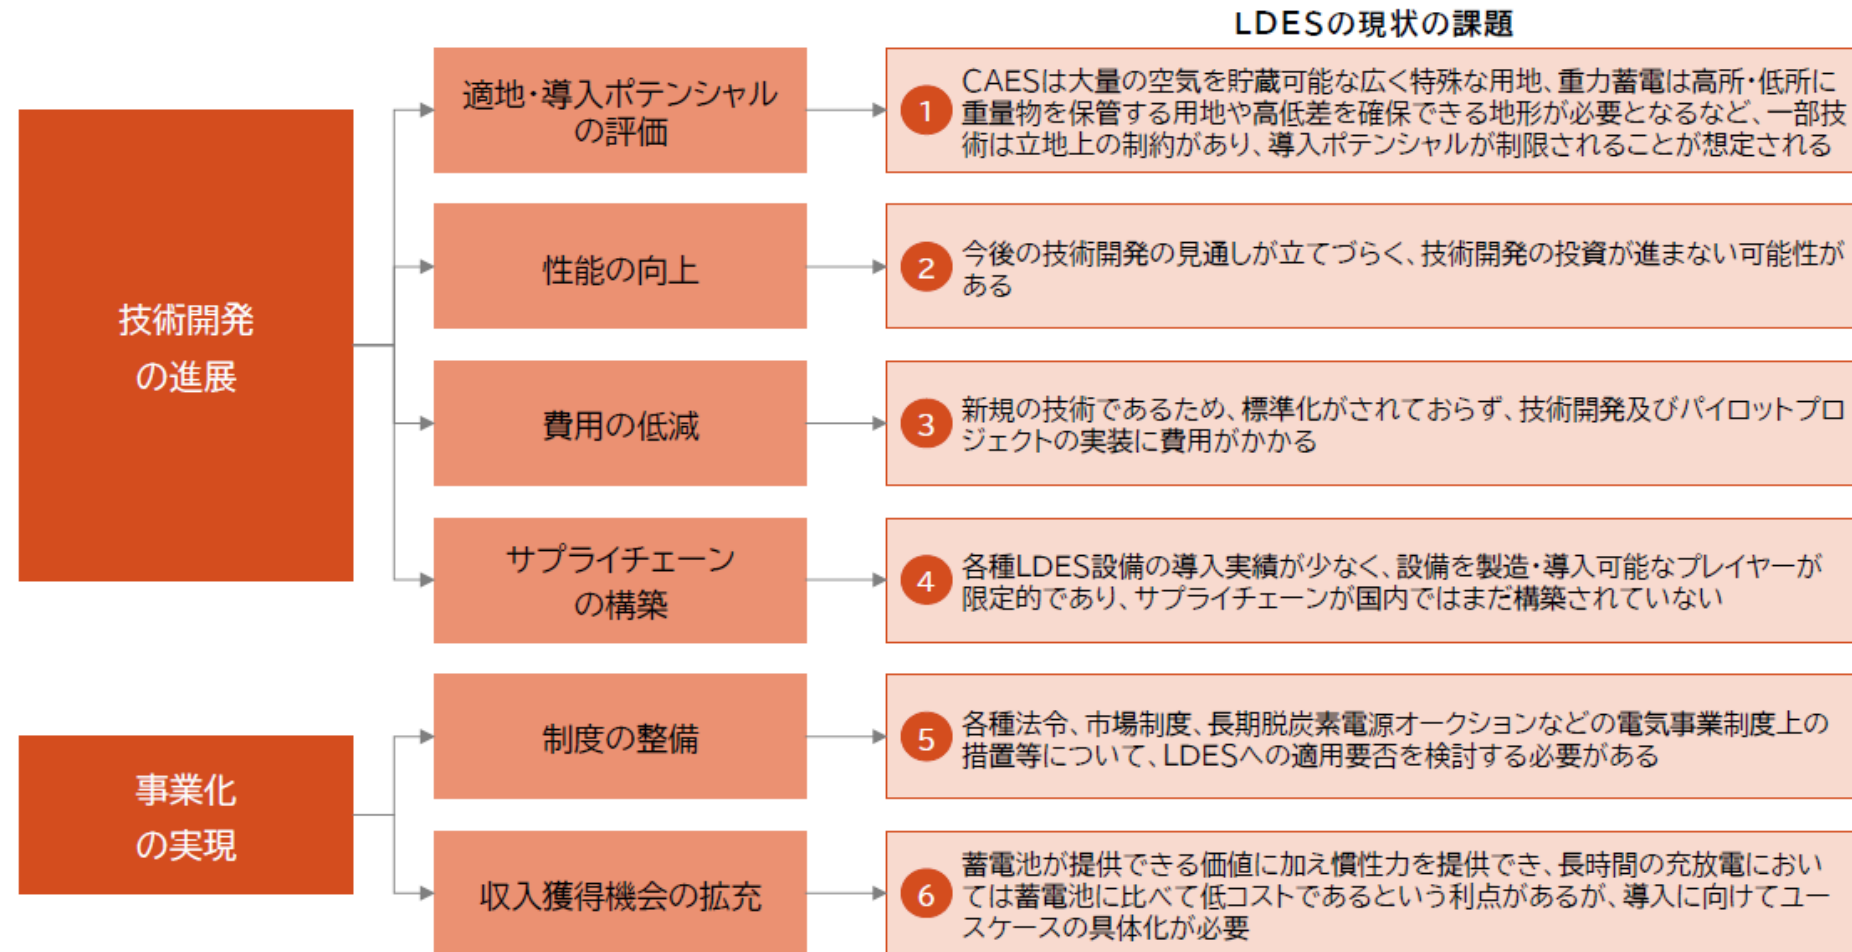 LDESの現状の課題
技術開発
の進展
適地・導入ポテンシャル
の評価
1
CAESは大量の空気を貯蔵可能な広く特殊な用地、重力蓄電は高所・低所に
重量物を保管する用地や高低差を確保できる地形が必要となるなど、一部技
術は立地上の制約があり、導入ポテンシャルが制限されることが想定される
性能の向上
2
今後の技術開発の見通しが立てづらく、技術開発の投資が進まない可能性が
ある
費用の低減
3
新規の技術であるため、標準化がされておらず、技術開発及びパイロットプロ
ジェクトの実装に費用がかかる
サプライチェーン
の構築
4
各種LDES設備の導入実績が少なく、設備を製造・導入可能なプレイヤーが
限定的であり、サプライチェーンが国内ではまだ構築されていない
事業化
の実現
制度の整備
5
各種法令、市場制度、長期脱炭素電源オークションなどの電気事業制度上の
措置等について、LDESへの適用要否を検討する必要がある
収入獲得機会の拡充
6
蓄電池が提供できる価値に加え慣性力を提供でき、長時間の充放電におい
ては蓄電池に比べて低コストであるという利点があるが、導入に向けてユー
スケースの具体化が必要